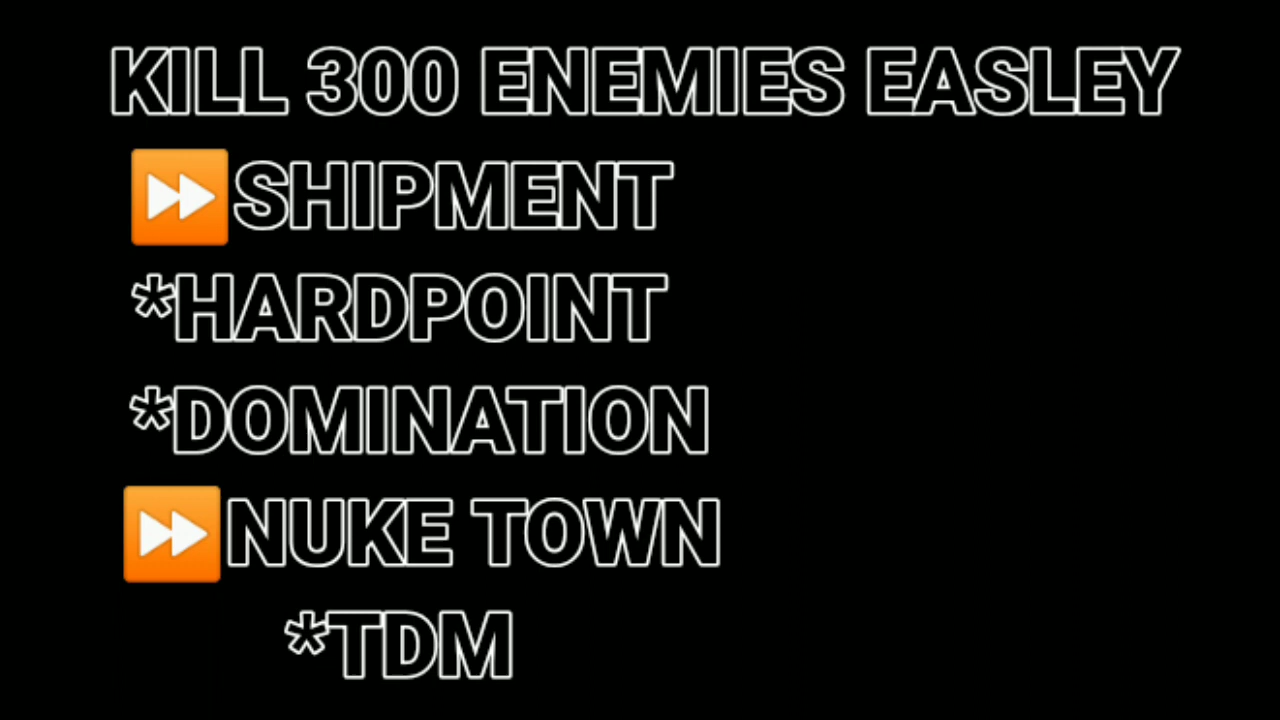 KILL 300 ENEMIES EASLEY
⏩SHIPMENT
*HARDPOINT
*DOMINATION
⏩NUKE TOWN
*TDM